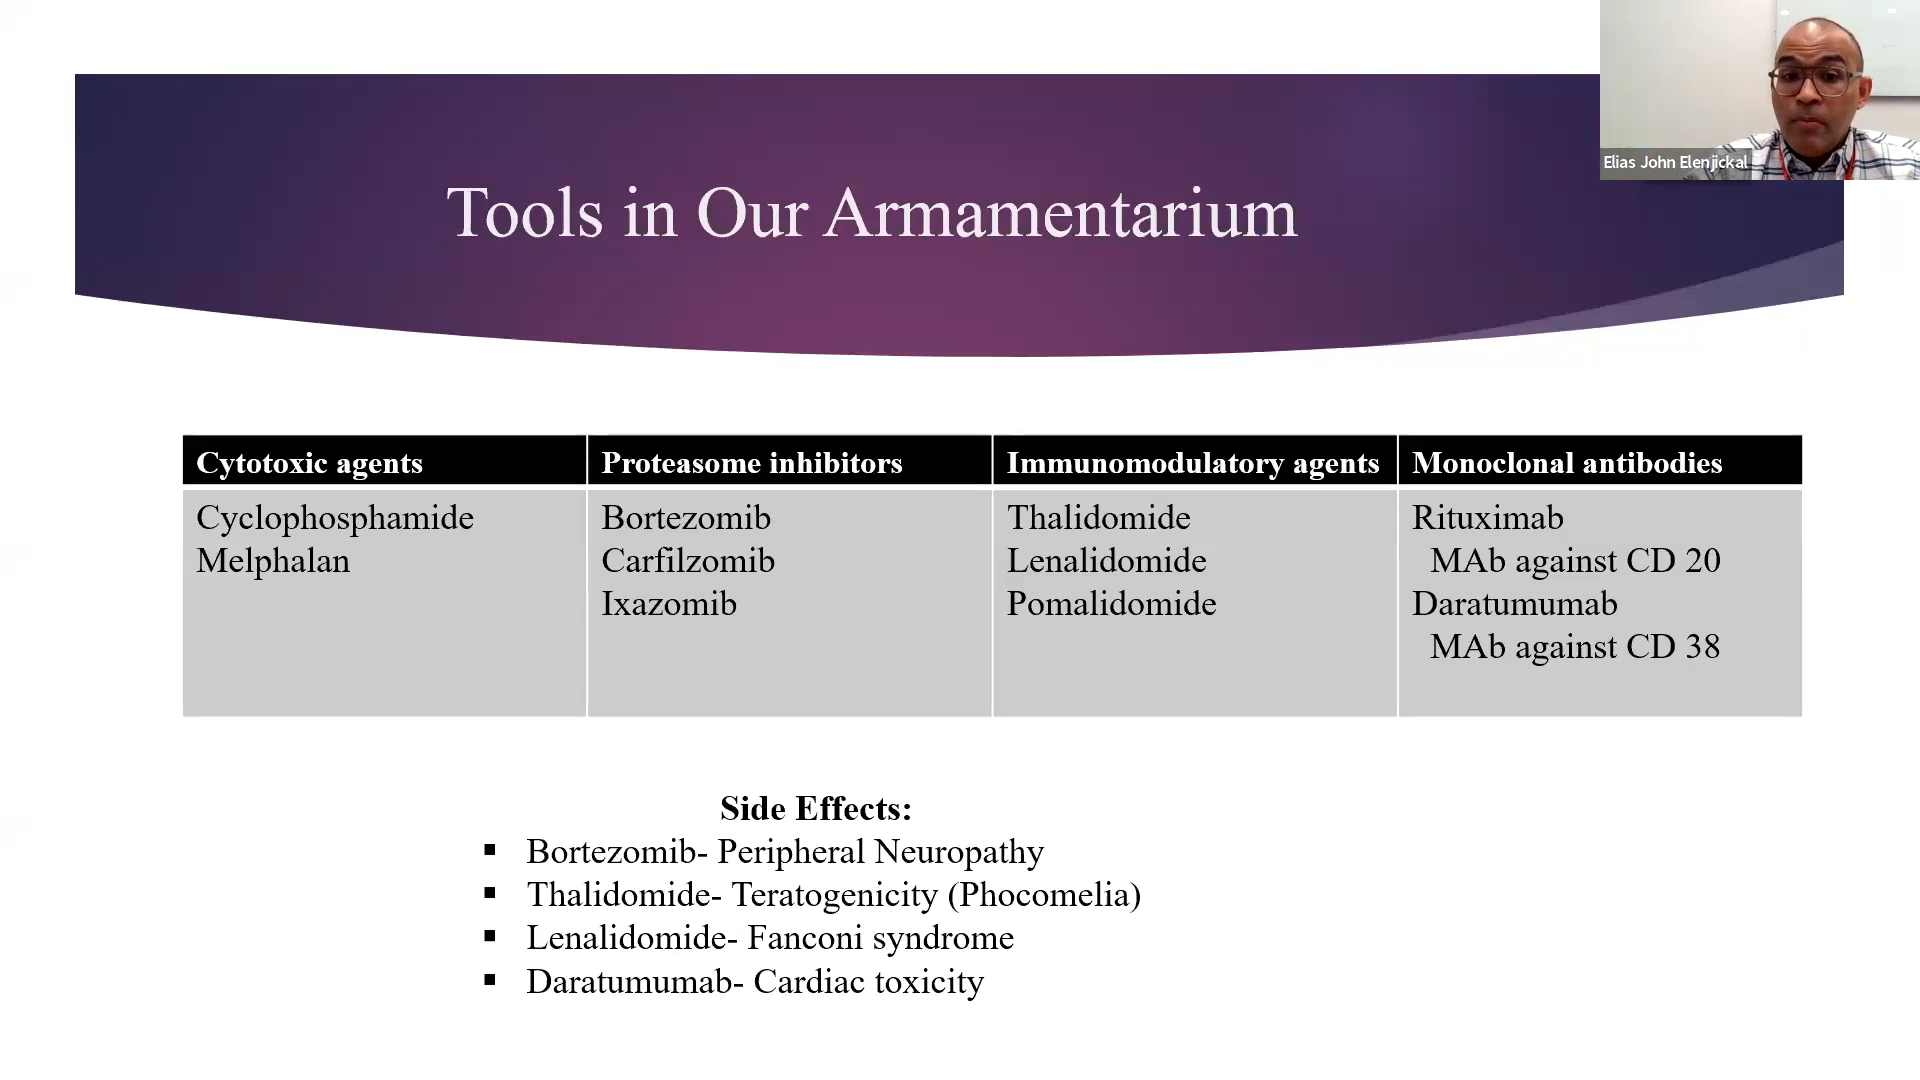 Elias John Elenjickal
Tools in Our Armamentarium
Cytotoxic agents
Proteasome inhibitors
Immunomodulatory agents
Monoclonal antibodies
Cyclophosphamide
Melphalan
Bortezomib
Carfilzomib
Ixazomib
Thalidomide
Lenalidomide
Pomalidomide
Rituximab
MAb against CD 20
Daratumumab
MAb against CD 38
Side Effects:
▪ Bortezomib- Peripheral Neuropathy
▪ Thalidomide- Teratogenicity (Phocomelia)
▪ Lenalidomide- Fanconi syndrome
▪ Daratumumab- Cardiac toxicity